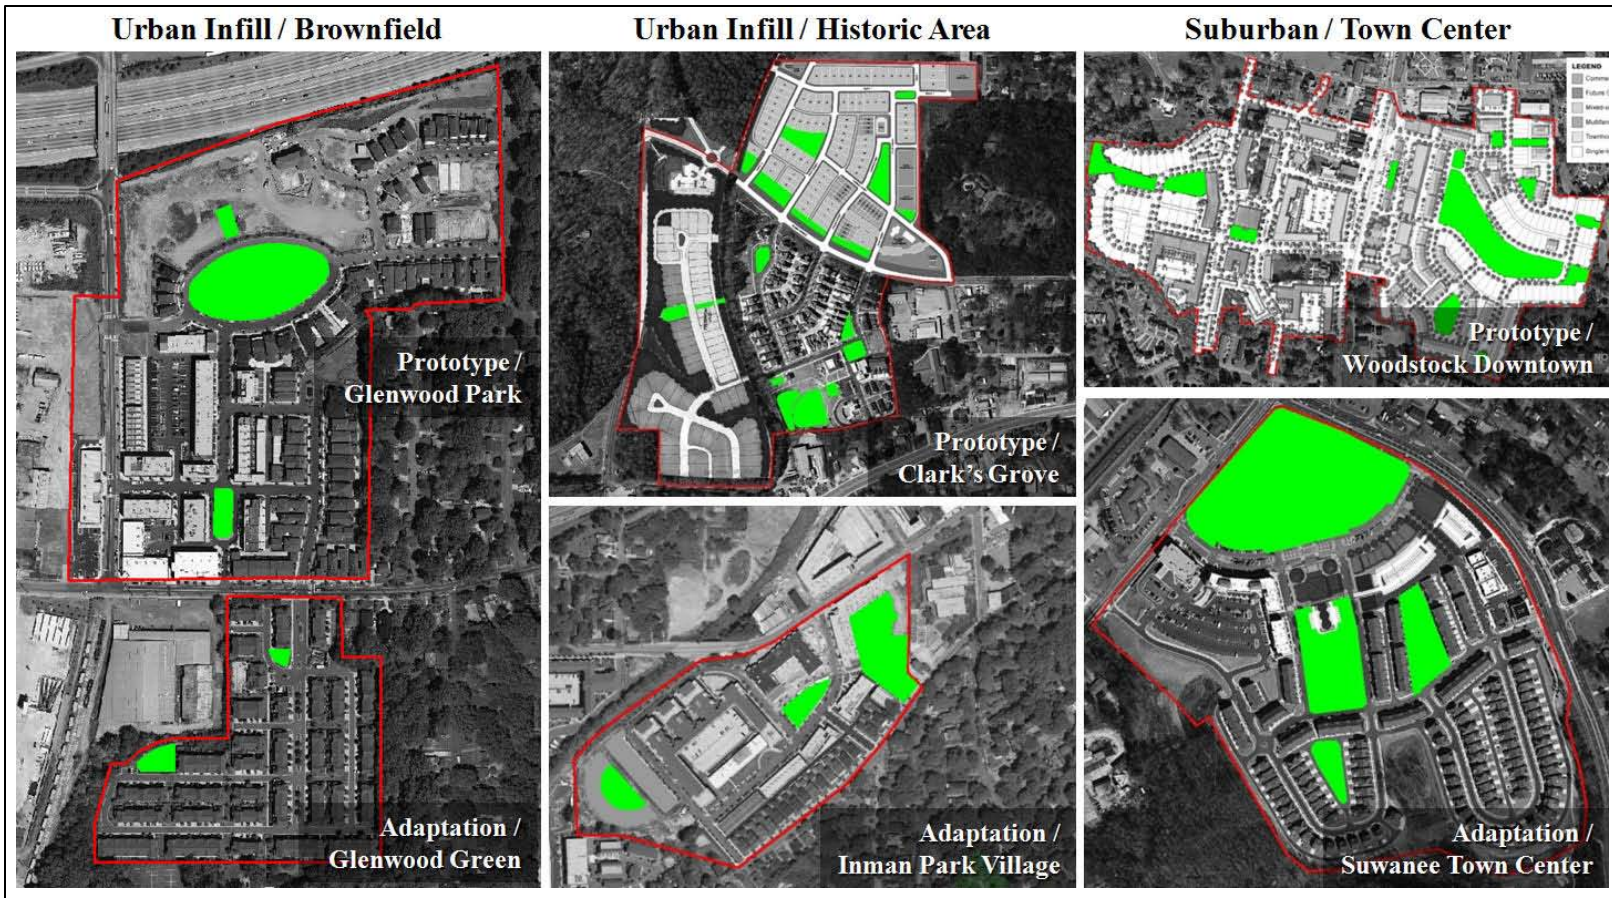 Urban Infill / Brownfield
Urban Infill / Historic Area
Suburban / Town Center
Prototype /
Glenwood Park
Adaptation /
Glenwood Green
Prototype /
Clark's Grove
Adaptation /
Inman Park Village
LEGEND
Prototype /
Woodstock Downtown
Adaptation /
Suwanee Town Center